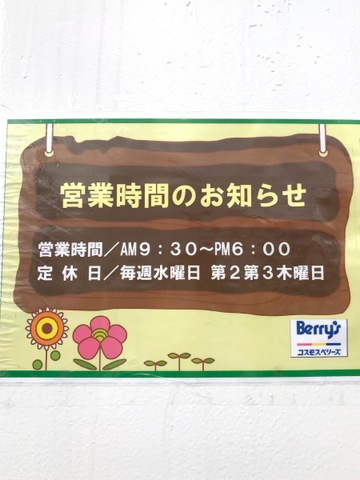 営業時間のお知らせ
営業時間／AM９：３０～PM６：００
定 休 日／毎週水曜日 第２第３木曜日
Berry's
コスモスベリーズ